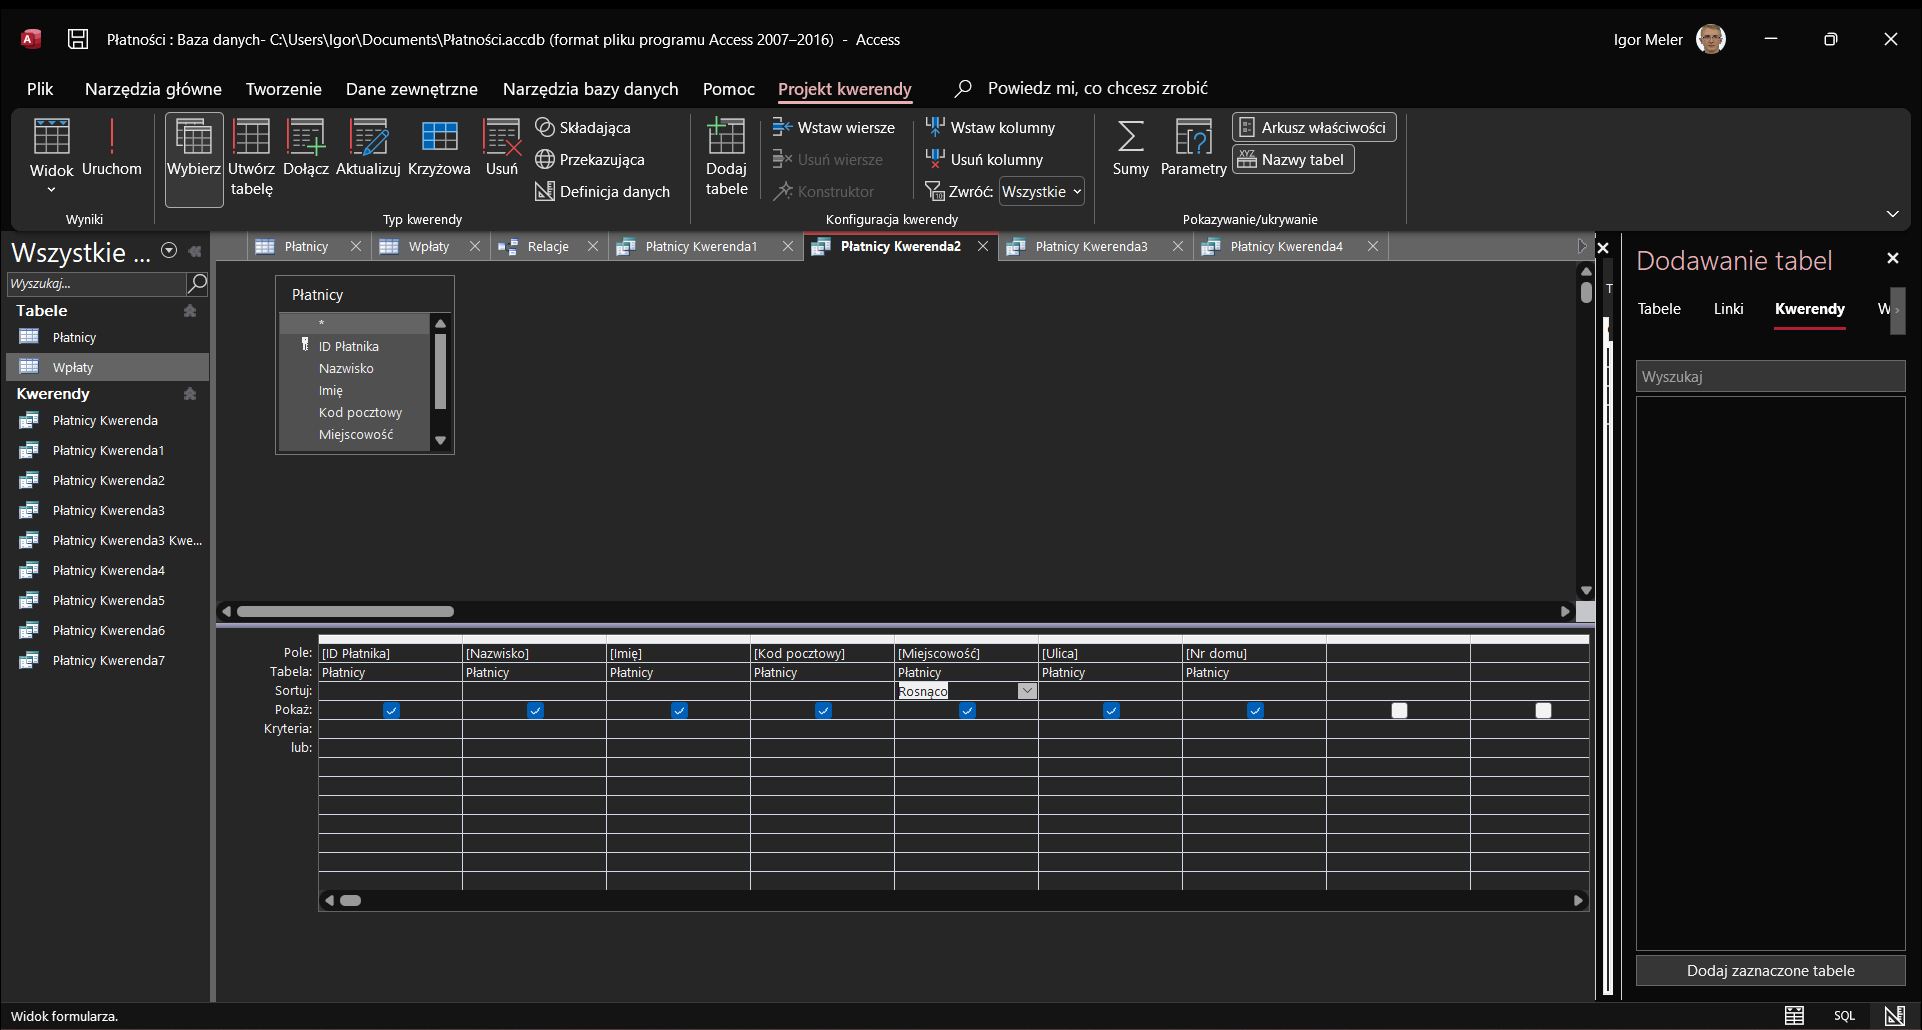 Płatności : Baza danych- C:\Users\Igor\Documents\Płatności.accdb (format pliku programu Access 2007–2016) - Access
Igor Meler
Plik Narzędzia główne Tworzenie Dane zewnętrzne Narzędzia bazy danych Pomoc Projekt kwerendy Powiedz mi, co chcesz zrobić
Widok
Uruchom
Wyniki
Wybierz
Utwórz tabelę
Dołącz
Aktualizuj
Krzyżowa
Usuń
Składająca
Przekazująca
Definicja danych
Typ kwerendy
Dodaj tabele
Wstaw wiersze
Usuń wiersze
Konstruktor
Wstaw kolumny
Usuń kolumny
Zwróć: Wszystkie
Konfiguracja kwerendy
Sumy
Parametry
Arkusz właściwości
XYZ Nazwy tabel
Pokazywanie/ukrywanie
Wszystkie ...
Wyszukaj...
Tabele
Płatnicy
Wpłaty
Kwerendy
Płatnicy Kwerenda
Płatnicy Kwerenda1
Płatnicy Kwerenda2
Płatnicy Kwerenda3
Płatnicy Kwerenda3 Kwe...
Płatnicy Kwerenda4
Płatnicy Kwerenda5
Płatnicy Kwerenda6
Płatnicy Kwerenda7
Płatnicy Wpłaty Relacje Płatnicy Kwerenda1 Płatnicy Kwerenda2 Płatnicy Kwerenda3 Płatnicy Kwerenda4
Płatnicy
*
ID Płatnika
Nazwisko
Imię
Kod pocztowy
Miejscowość
Pole: [ID Płatnika] [Nazwisko] [Imię] [Kod pocztowy] [Miejscowość] [Ulica] [Nr domu]
Tabela: Płatnicy Płatnicy Płatnicy Płatnicy Płatnicy Płatnicy Płatnicy
Sortuj: Rosnąco
Pokaż:
Kryteria:
lub:
T
Dodawanie tabel
Tabele Linki Kwerendy W
Wyszukaj
Dodaj zaznaczone tabele
Widok formularza.
SQL